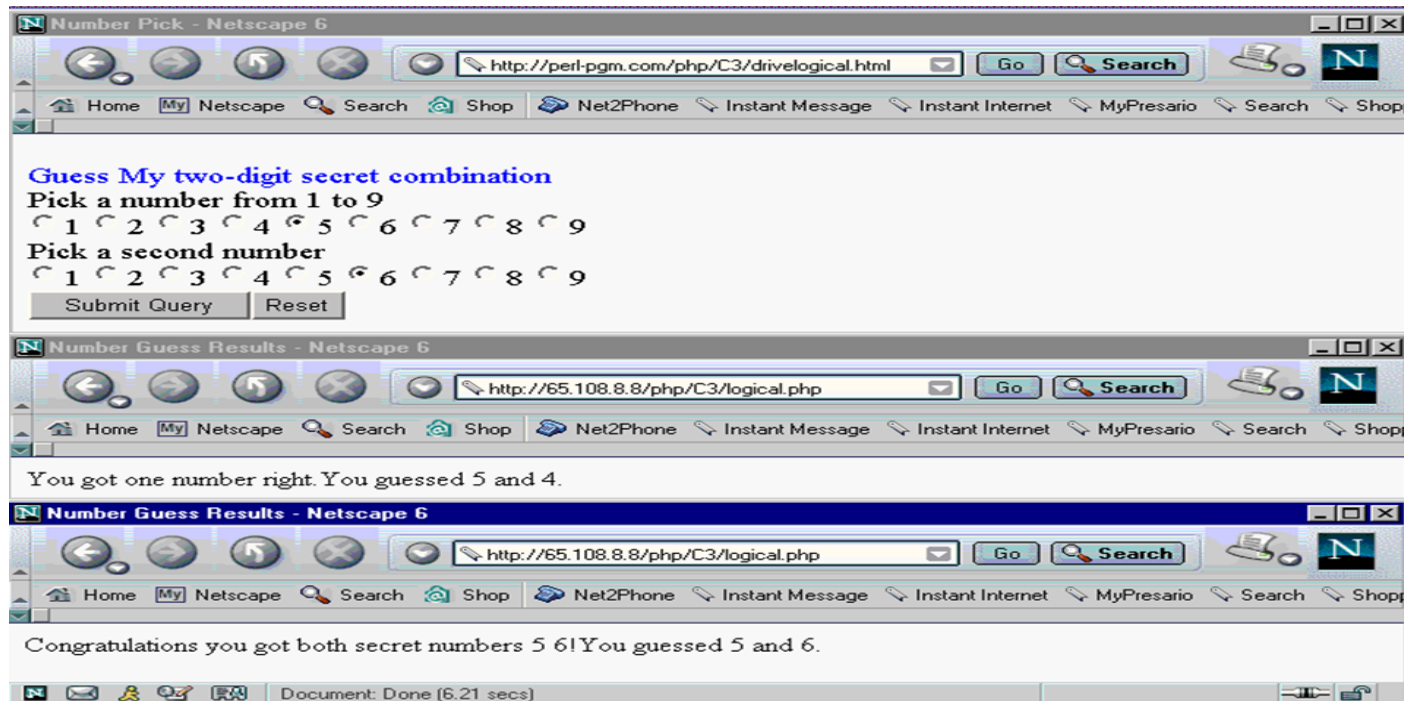 Number Pick - Netscape 6
http://perl-pgm.com/php/C3/drivelogical.html Go Search N
Home My Netscape Search Shop Net2Phone Instant Message Instant Internet MyPresario Search Shop
Guess My two-digit secret combination
Pick a number from 1 to 9
1 2 3 4 5 6 7 8 9
Pick a second number
1 2 3 4 5 6 7 8 9
Submit Query Reset
Number Guess Results - Netscape 6
http://65.108.8.8/php/C3/logical.php Go Search N
Home My Netscape Search Shop Net2Phone Instant Message Instant Internet MyPresario Search Shopp
You got one number right.You guessed 5 and 4.
Number Guess Results - Netscape 6
http://65.108.8.8/php/C3/logical.php Go Search N
Home My Netscape Search Shop Net2Phone Instant Message Instant Internet MyPresario Search Shopp
Congratulations you got both secret numbers 5 6!You guessed 5 and 6.
Document: Done (6.21 secs)